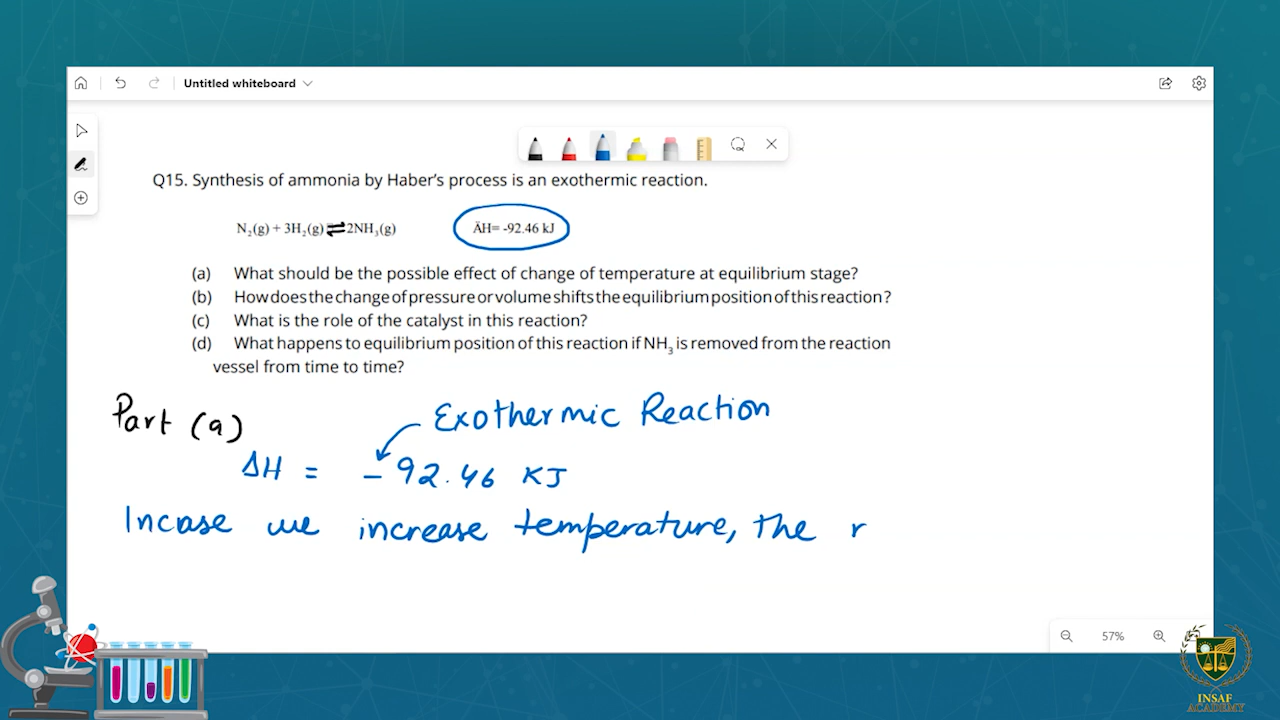 Untitled whiteboard
Q15. Synthesis of ammonia by Haber's process is an exothermic reaction.
N₂(g) + 3H₂(g)⇌2NH₃(g) ÄH= -92.46 kJ
(a) What should be the possible effect of change of temperature at equilibrium stage?
(b) How does the change of pressure or volume shifts the equilibrium position of this reaction?
(c) What is the role of the catalyst in this reaction?
(d) What happens to equilibrium position of this reaction if NH₃ is removed from the reaction
vessel from time to time?
Part (a) Exothermic Reaction
ΔH = -92.46 KJ
Incase we increase temperature, the r
57%
INSAF
ACADEMY